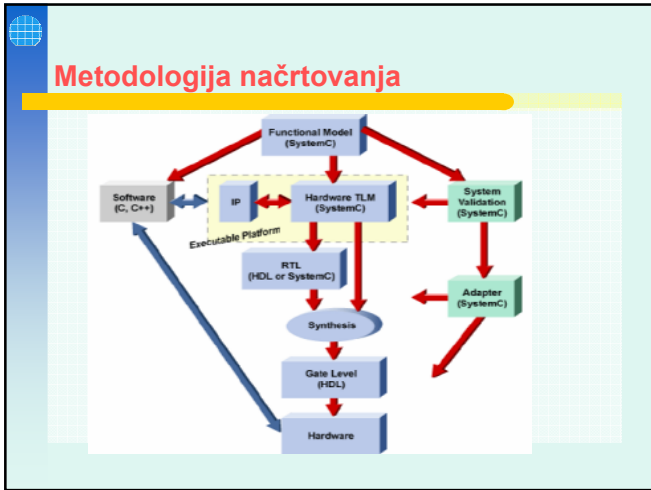 Metodologija načrtovanja
Functional Model
(SystemC)
Software
(C, C++)
IP
Hardware TLM
(SystemC)
System
Validation
(SystemC)
Executable Platform
RTL
(HDL or SystemC)
Adapter
(SystemC)
Synthesis
Gate Level
(HDL)
Hardware